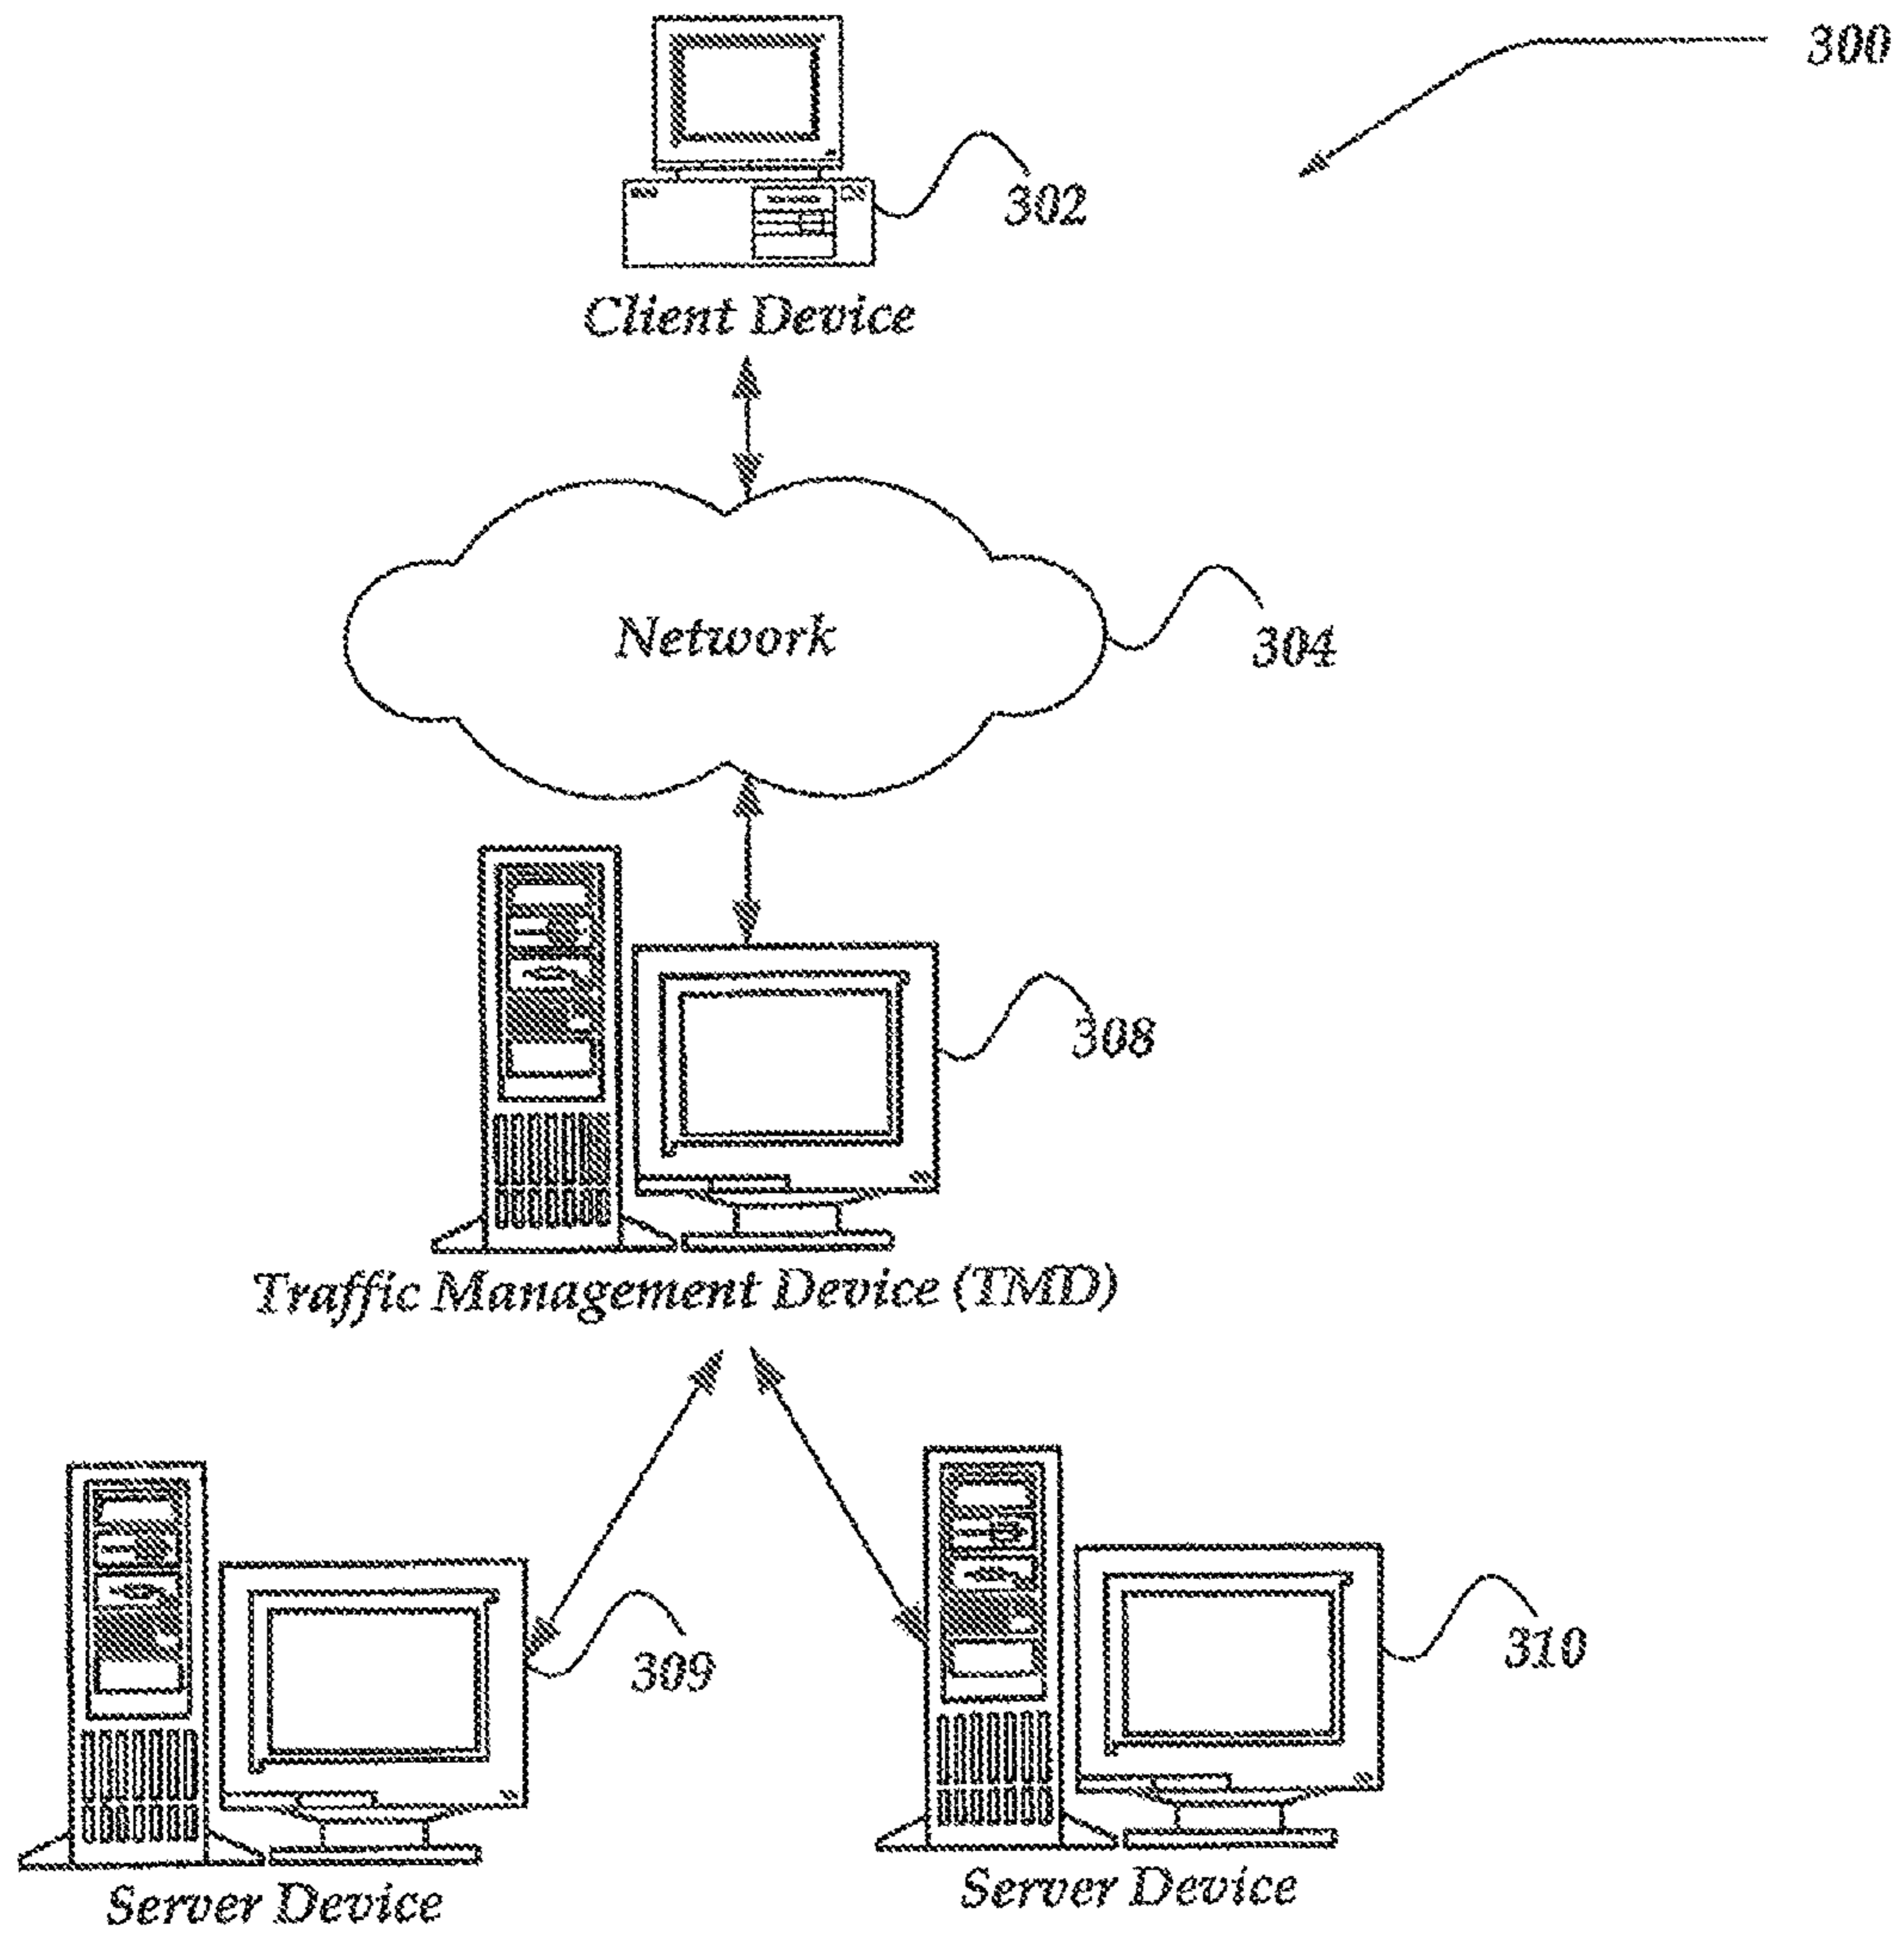 300
302
Client Device
Network
304
308
Traffic Management Device (TMD)
309
310
Server Device
Server Device